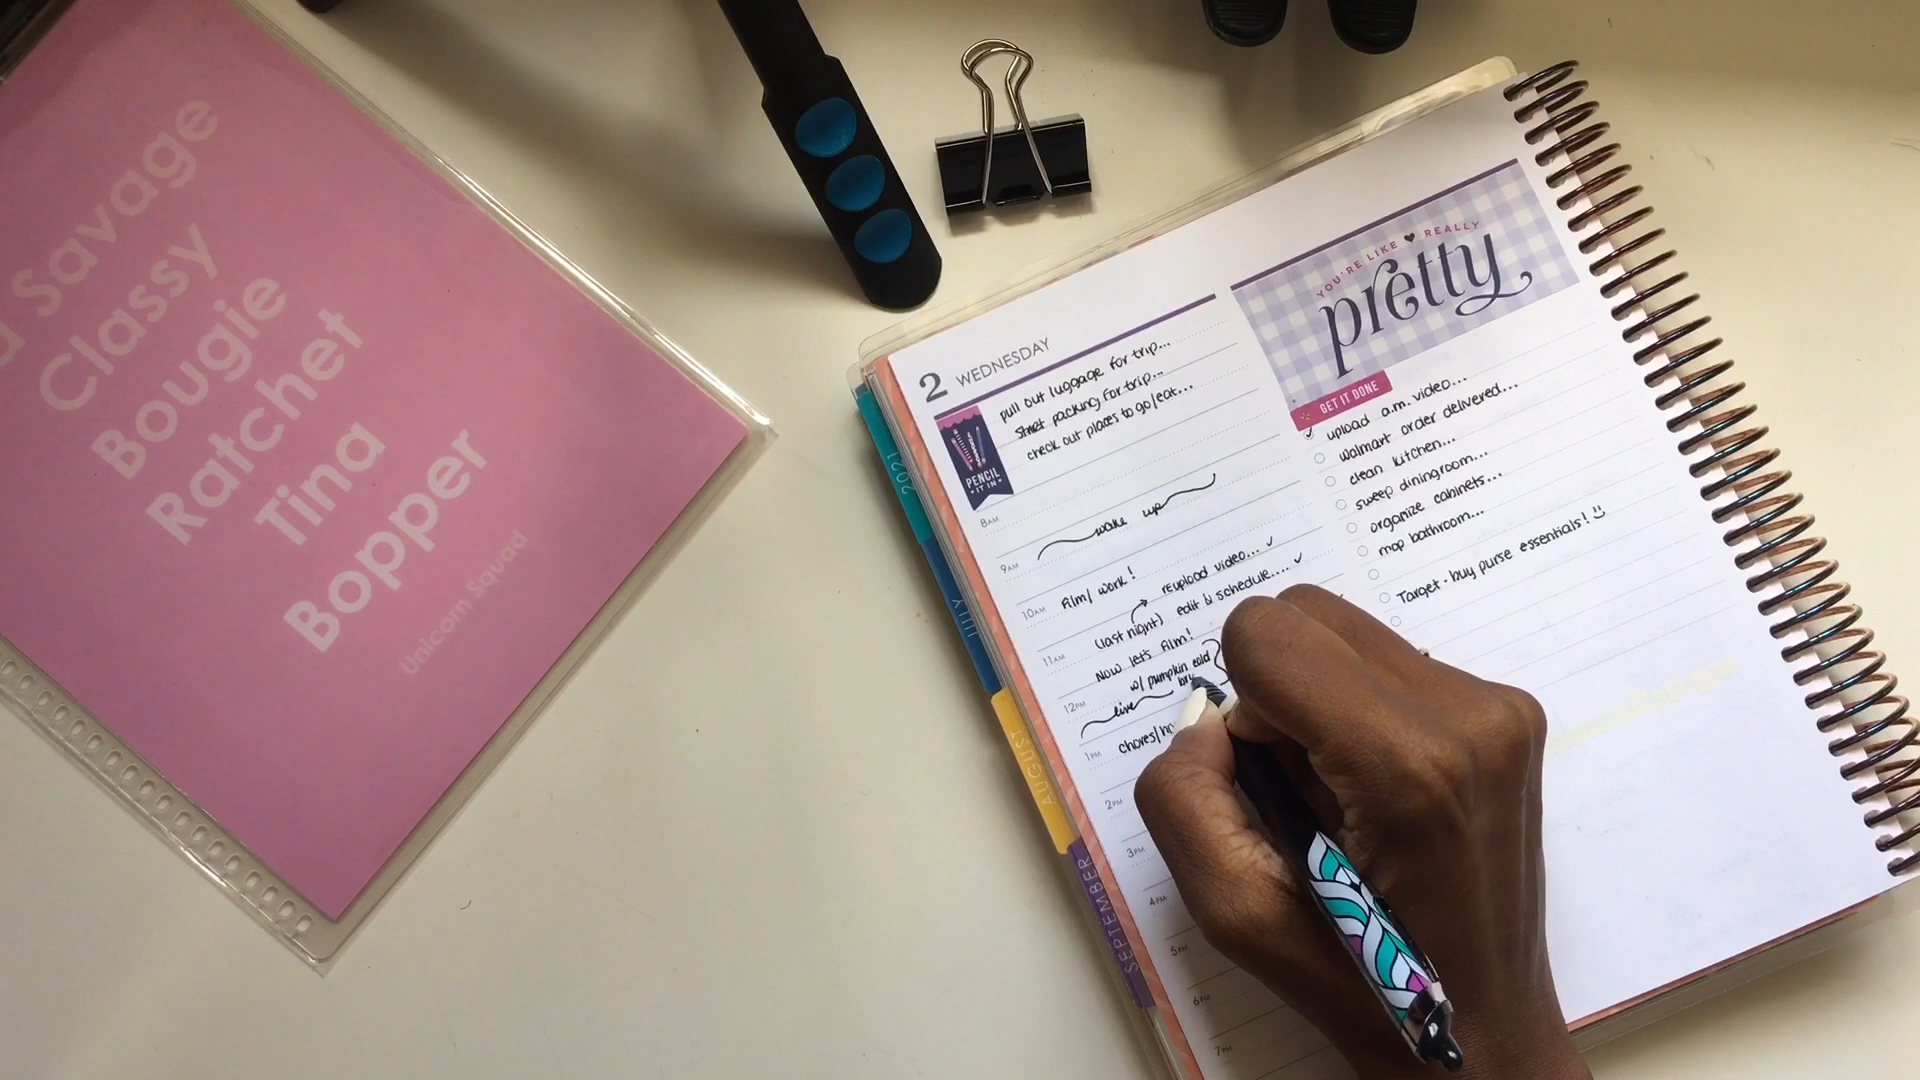 a Savage
Classy
Bougie
Ratchet
Tina
Bopper
Unicorn Squad
2 WEDNESDAY
pull out luggage for trip...
packing for trip...
check out places to go/eat...
PENCIL
IT IN
8AM
wake up
9AM
Film/work!
10AM
reupload video... ✓
(last night) edit & schedule.... ✓
11AM
Now let's film!
w/ pumpkin cold
12PM
live
1PM
chores/
2PM
3PM
4PM
5PM
6PM
7PM
YOU'RE LIKE ♥ REALLY
pretty
GET IT DONE
✓ upload a.m. video...
walmart order delivered...
clean kitchen...
sweep diningroom...
organize cabinets...
mop bathroom...
Target - buy purse essentials! :)
2021
JULY
AUGUST
SEPTEMBER